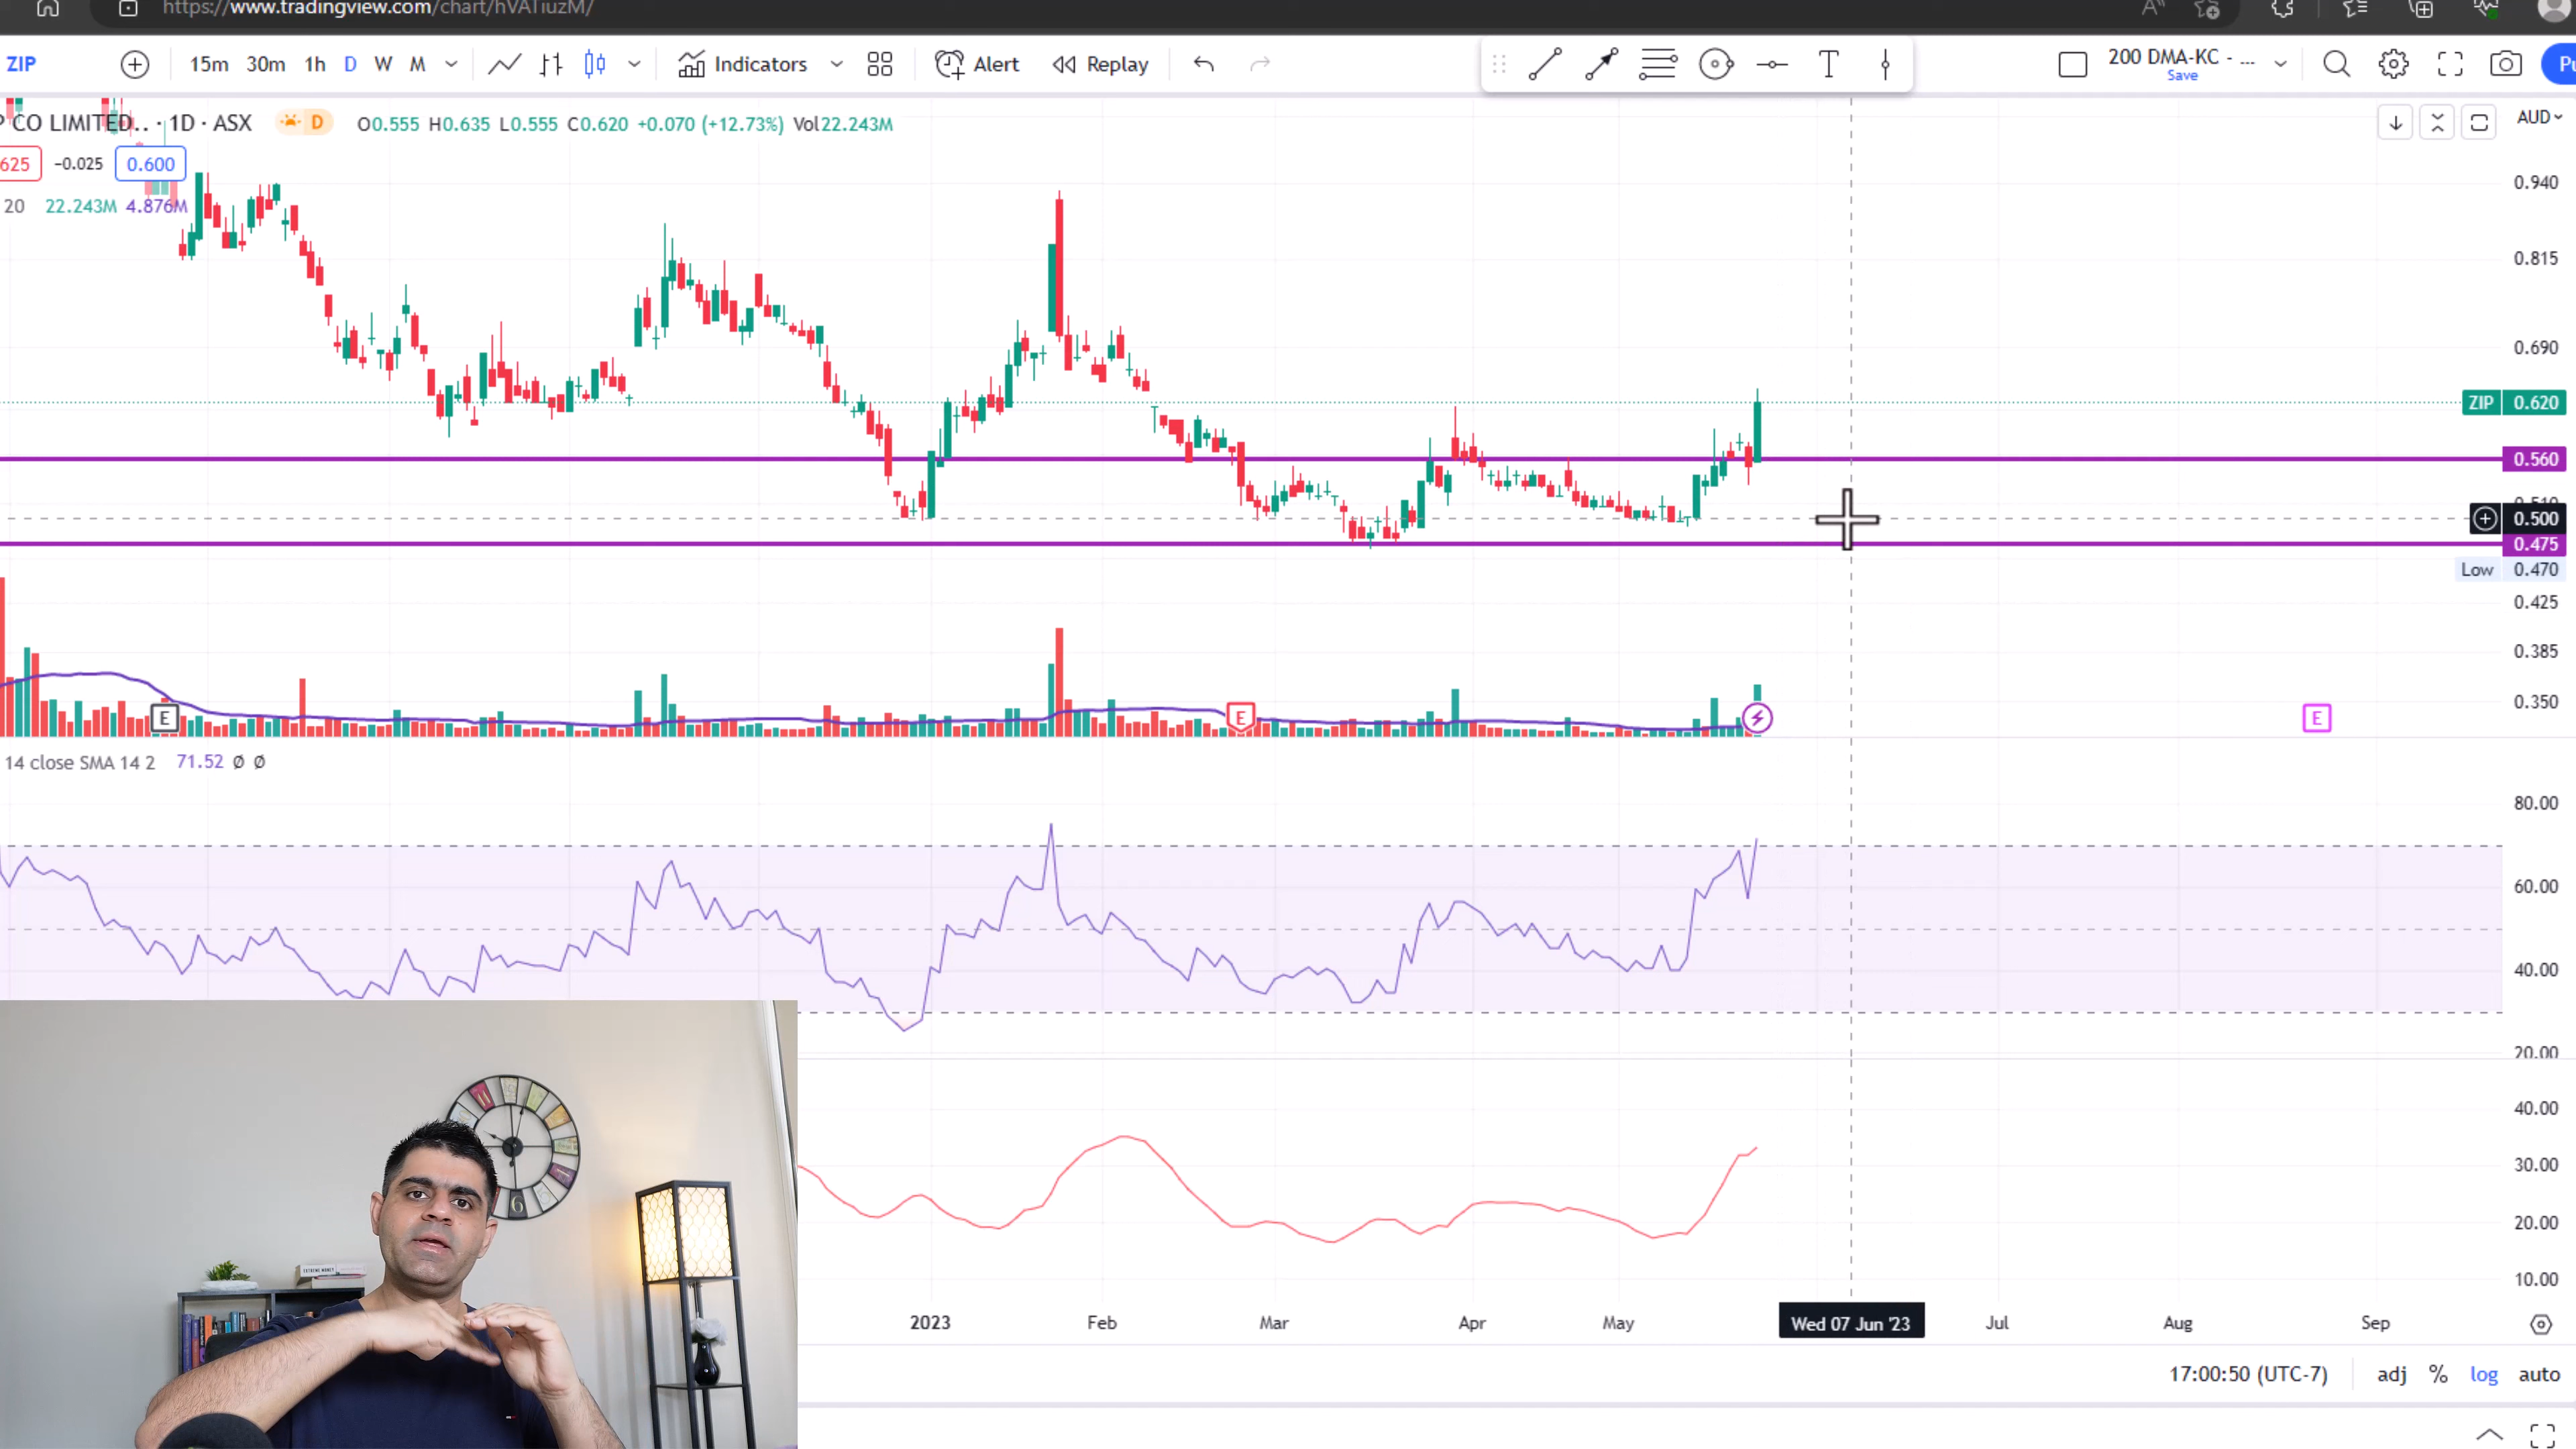 https://www.tradingview.com/chart/hVATiuzM/
ZIP 15m 30m 1h D W M Indicators Alert Replay T 200 DMA-KC - ...
Save
CO LIMITED.. · 1D · ASX D O0.555 H0.635 L0.555 C0.620 +0.070 (+12.73%) Vol22.243M
AUD
625 −0.025 0.600
20 22.243M 4.876M
0.940
0.815
0.690
ZIP 0.620
0.560
0.510
0.500
0.475
Low 0.470
0.425
0.385
0.350
E E E
14 close SMA 14 2 71.52 Ø Ø
80.00
60.00
40.00
20.00
40.00
30.00
20.00
10.00
EXTREME MONEY
2023 Feb Mar Apr May Wed 07 Jun '23 Jul Aug Sep
17:00:50 (UTC-7) adj % log auto